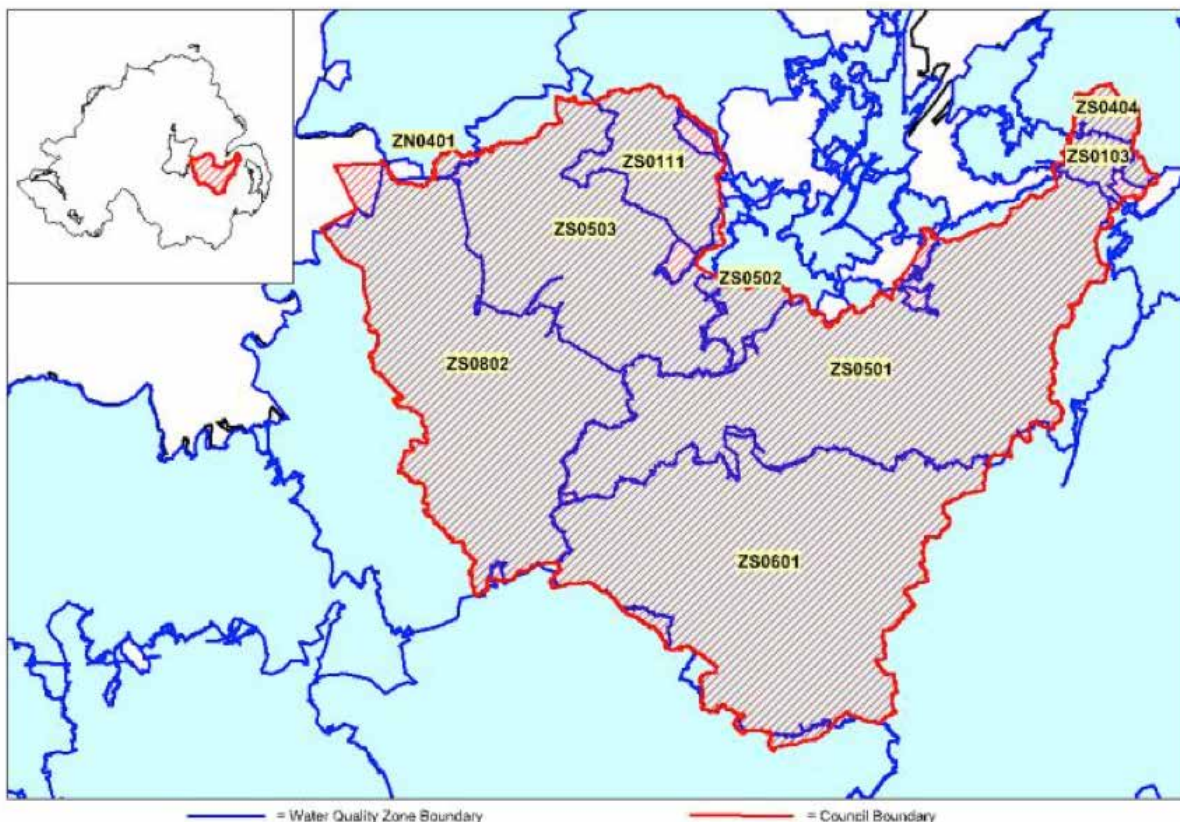 ZS0404
ZN0401
ZS0111
ZS0103
ZS0503
ZS0502
ZS0802
ZS0501
ZS0601
= Water Quality Zone Boundary
= Council Boundary